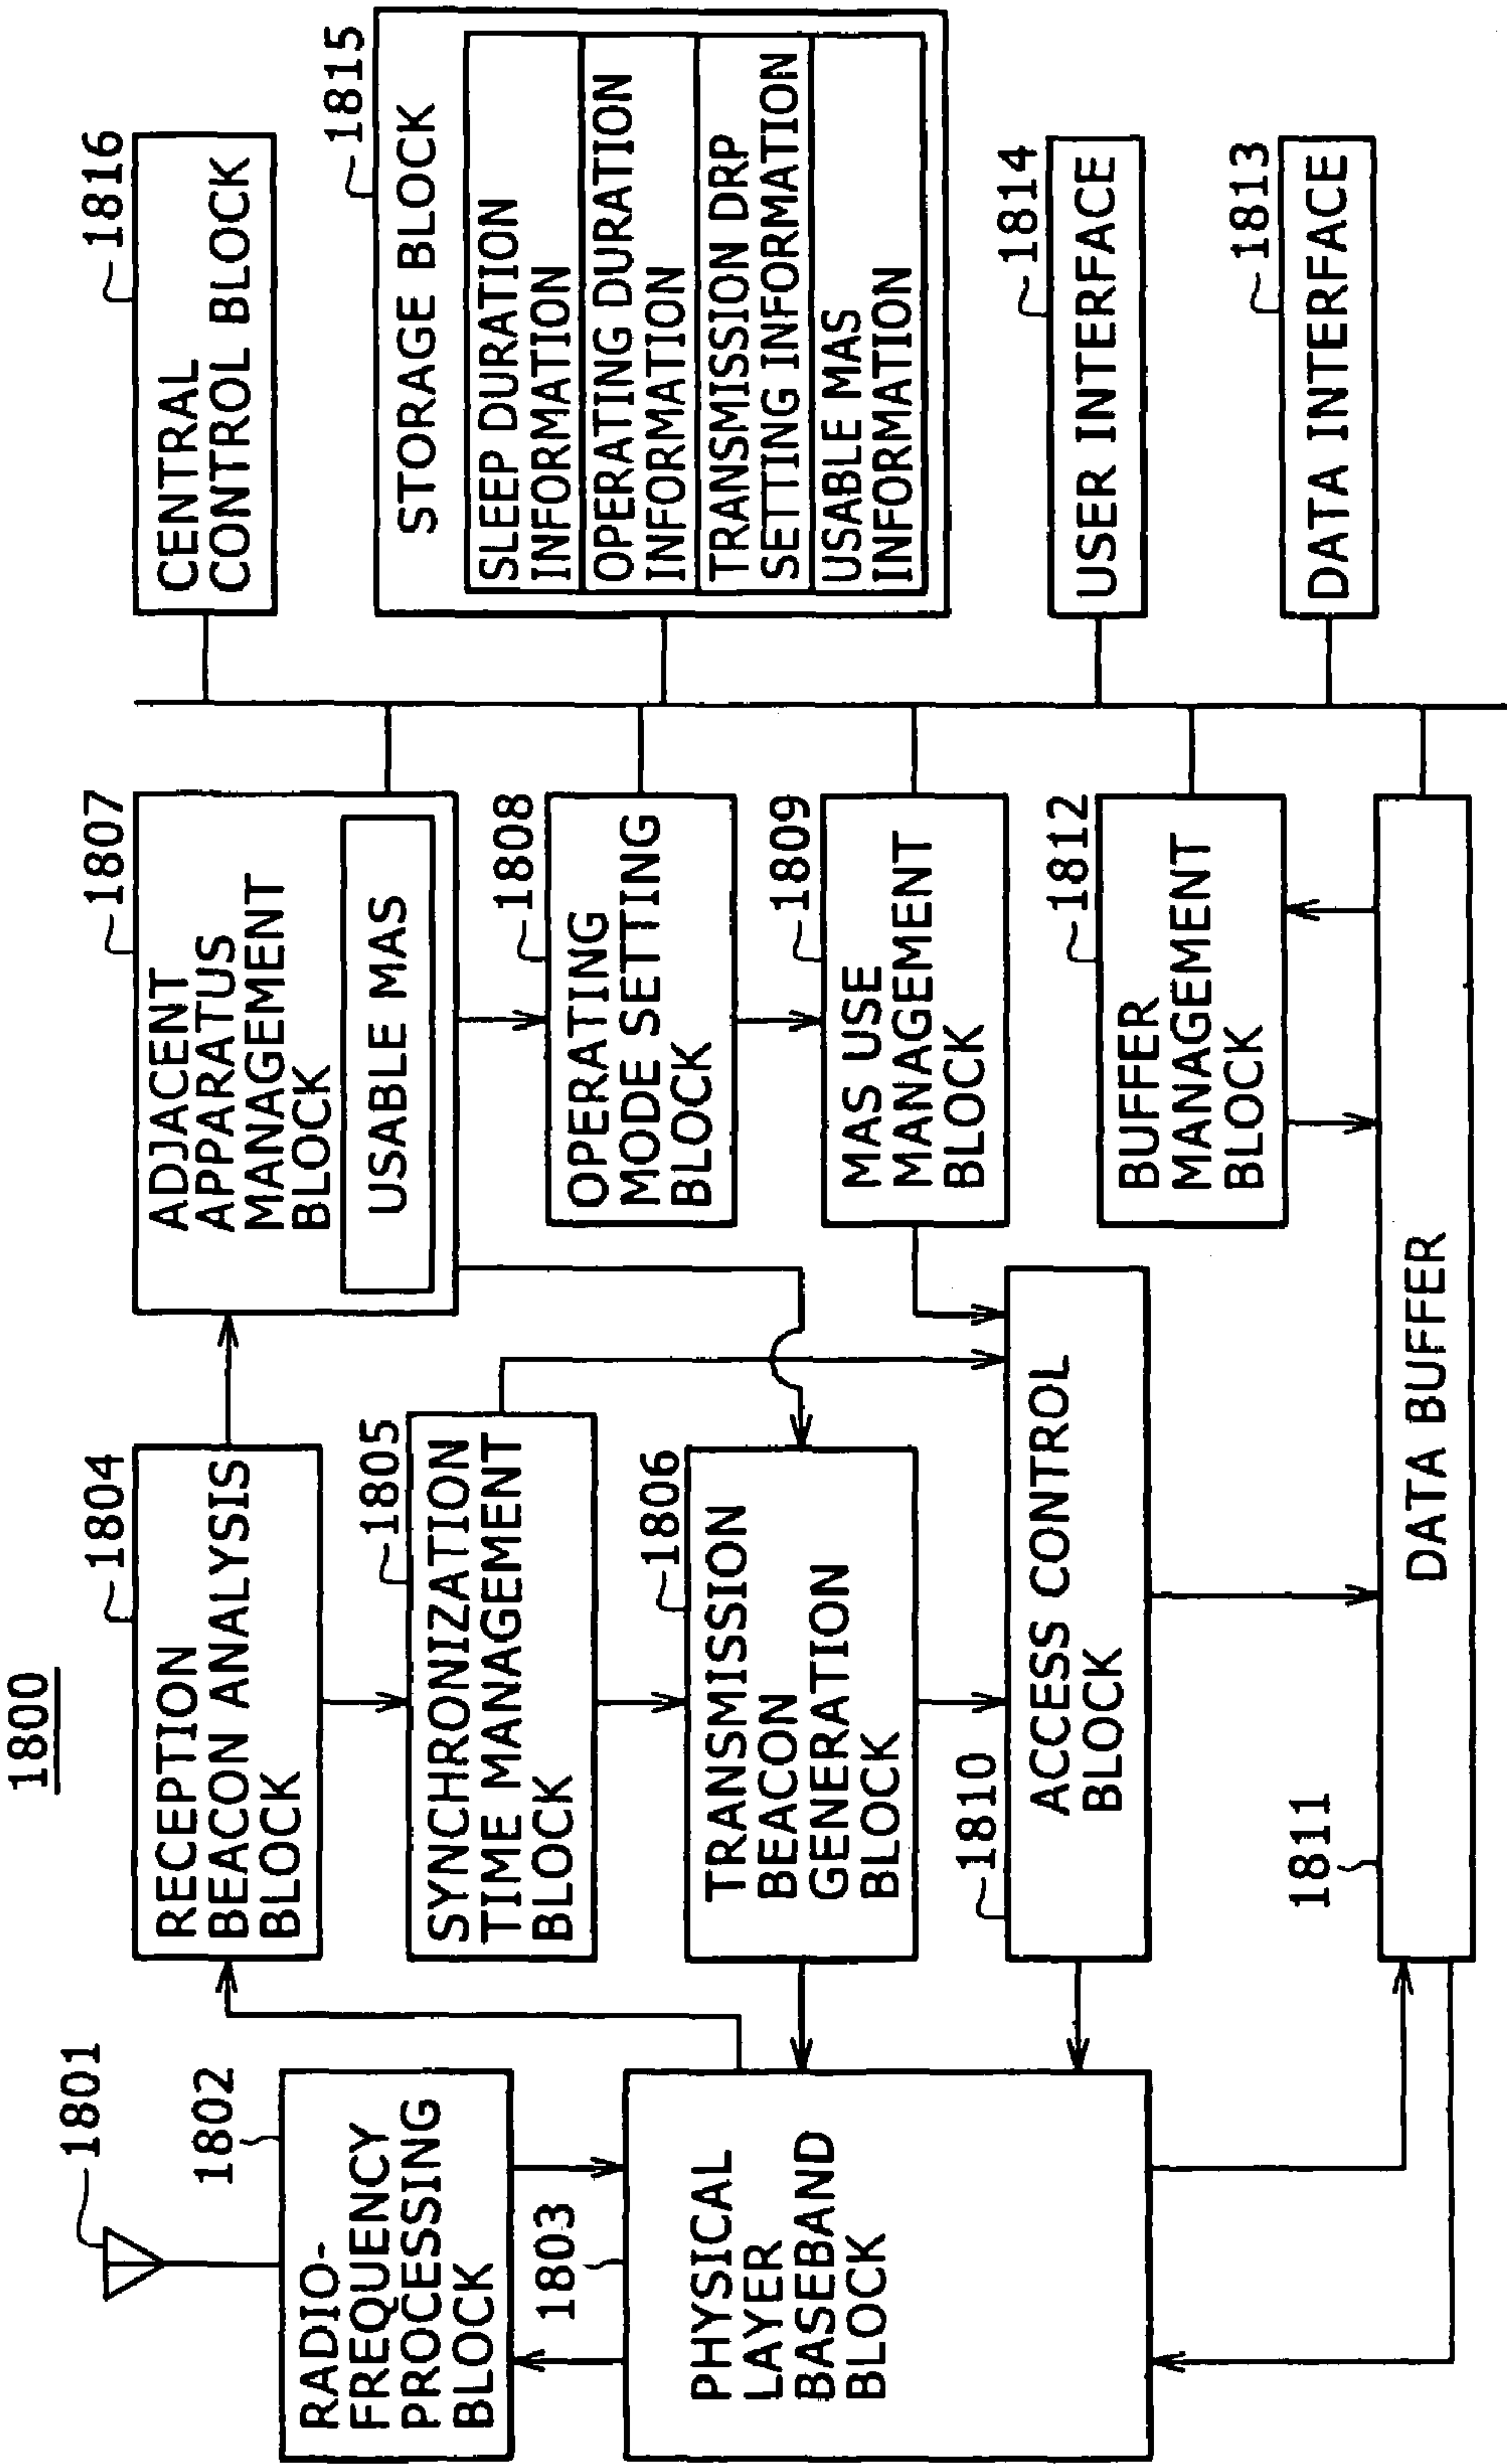 1800
1801
1802
RADIO-
FREQUENCY
PROCESSING
BLOCK
1803
PHYSICAL
LAYER
BASEBAND
BLOCK
1804
RECEPTION
BEACON ANALYSIS
BLOCK
1805
SYNCHRONIZATION
TIME MANAGEMENT
BLOCK
1806
TRANSMISSION
BEACON
GENERATION
BLOCK
1810
ACCESS CONTROL
BLOCK
1811
DATA BUFFER
1807
ADJACENT
APPARATUS
MANAGEMENT
BLOCK
USABLE MAS
1808
OPERATING
MODE SETTING
BLOCK
1809
MAS USE
MANAGEMENT
BLOCK
1812
BUFFER
MANAGEMENT
BLOCK
1816
CENTRAL
CONTROL BLOCK
1815
STORAGE BLOCK
SLEEP DURATION
INFORMATION
OPERATING DURATION
INFORMATION
TRANSMISSION DRP
SETTING INFORMATION
USABLE MAS
INFORMATION
1814
USER INTERFACE
1813
DATA INTERFACE